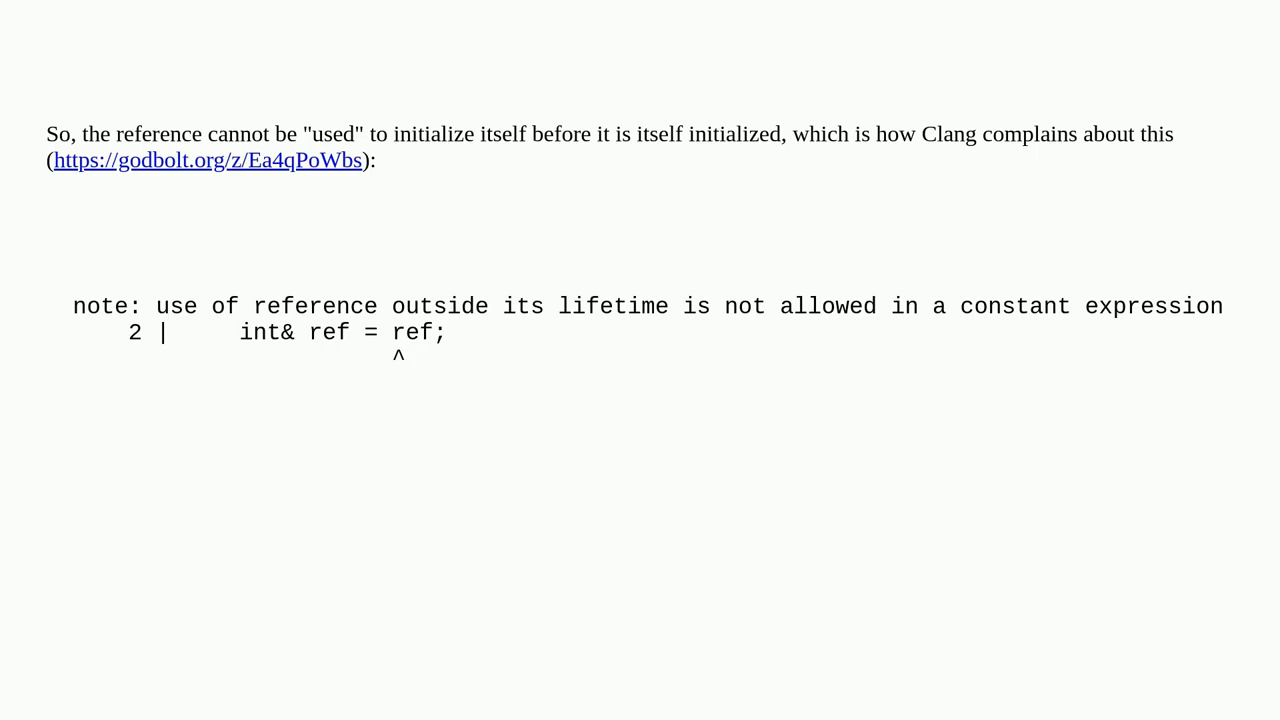 So, the reference cannot be "used" to initialize itself before it is itself initialized, which is how Clang complains about this
(https://godbolt.org/z/Ea4qPoWbs):
note: use of reference outside its lifetime is not allowed in a constant expression
    2 |     int& ref = ref;
                       ^